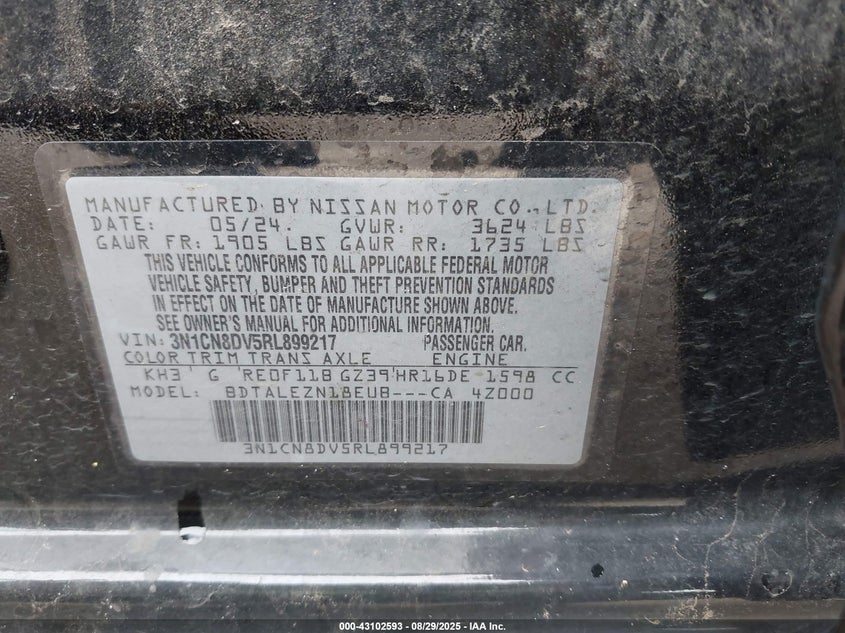 MANUFACTURED BY NISSAN MOTOR CO., LTD.
DATE: 05/24. GVWR: 3624 LBS
GAWR FR: 1905 LBS GAWR RR: 1735 LBS
THIS VEHICLE CONFORMS TO ALL APPLICABLE FEDERAL MOTOR
VEHICLE SAFETY, BUMPER AND THEFT PREVENTION STANDARDS
IN EFFECT ON THE DATE OF MANUFACTURE SHOWN ABOVE.
SEE OWNER'S MANUAL FOR ADDITIONAL INFORMATION.
VIN: 3N1CN8DV5RL899217 PASSENGER CAR.
COLOR TRIM TRANS AXLE ENGINE
KH3 G RE0F11B GZ39 HR16DE 1598 CC
MODEL: BDTALEZN18EUB---CA 4Z000
3N1CN8DV5RL899217
000-43102593 - 08/29/2025 - IAA Inc.